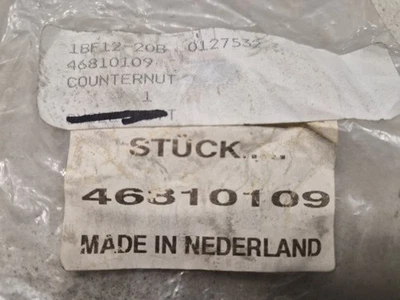 18F12-20B 0127532
46810109
COUNTERNUT
1
T
STÜCK...
46810109
MADE IN NEDERLAND